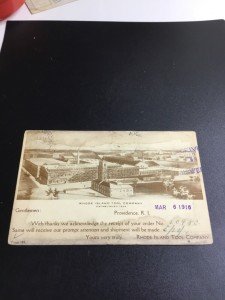 RHODE ISLAND TOOL COMPANY
Gentlemen:
Providence, R. I.
MAR 6 1916
With thanks we acknowledge the receipt of your order No.
Same will receive our prompt attention and shipment will be made
Yours very truly, RHODE ISLAND TOOL COMPANY